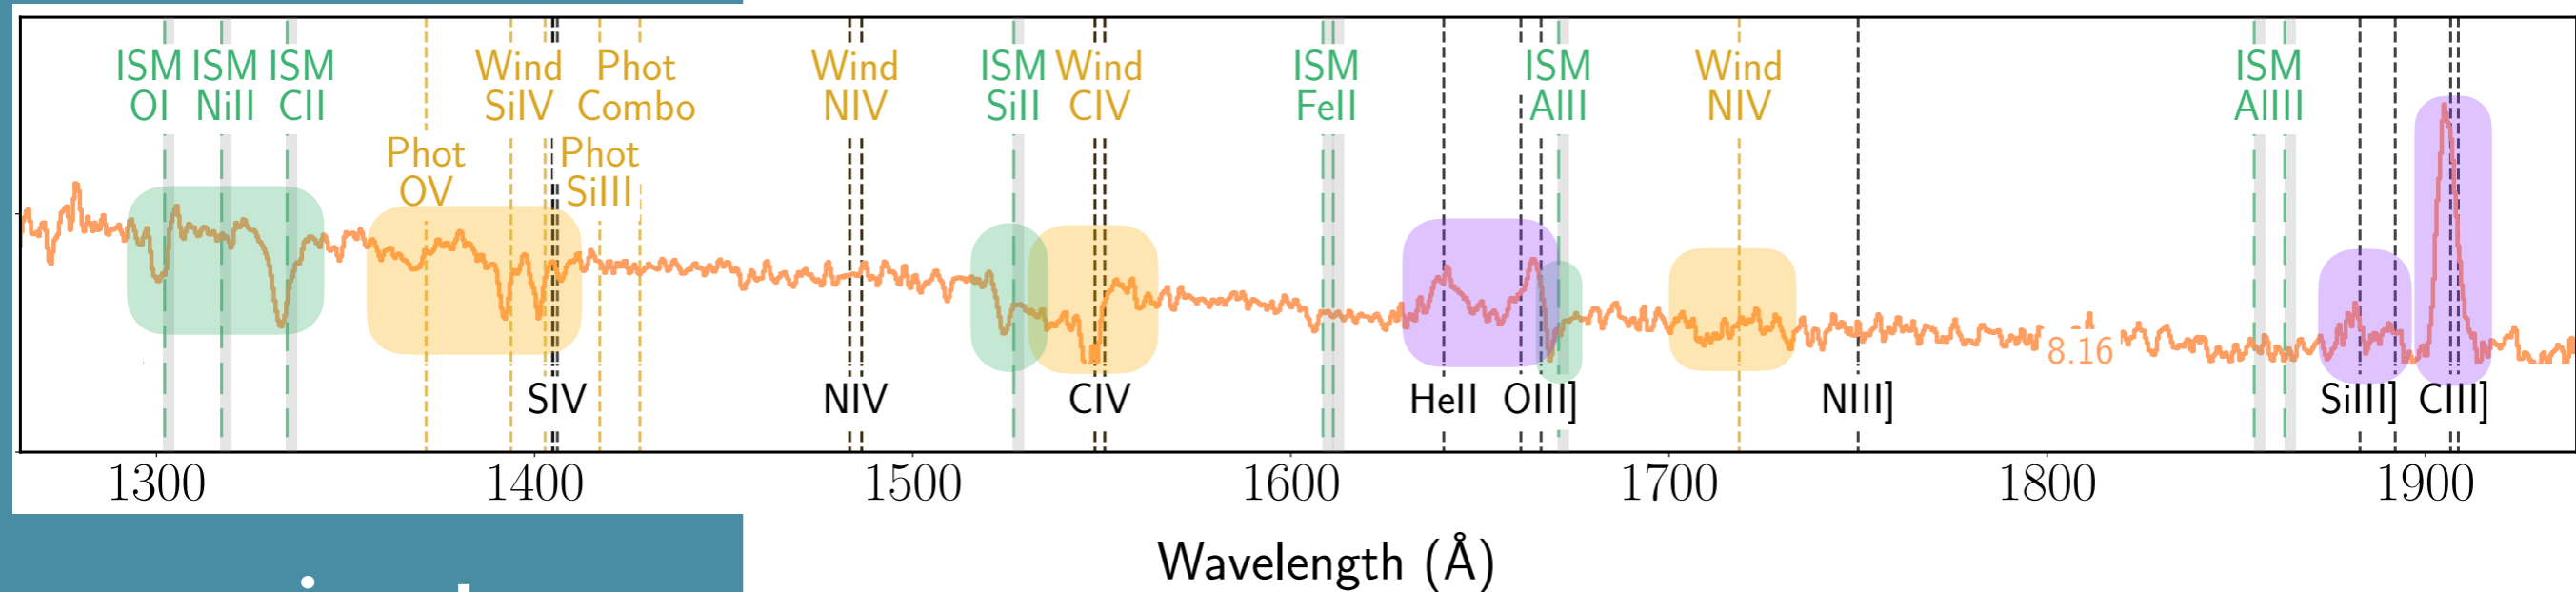 ISM ISM ISM Wind Phot Wind ISM Wind ISM ISM Wind ISM
OI NiII CII SiIV Combo NIV SiII CIV FeII AlII NIV AlIII
Phot Phot
OV SiIII
8.16
SIV NIV CIV HeII OIII] NIII] SiIII] CIII]
1300 1400 1500 1600 1700 1800 1900
Wavelength (Å)